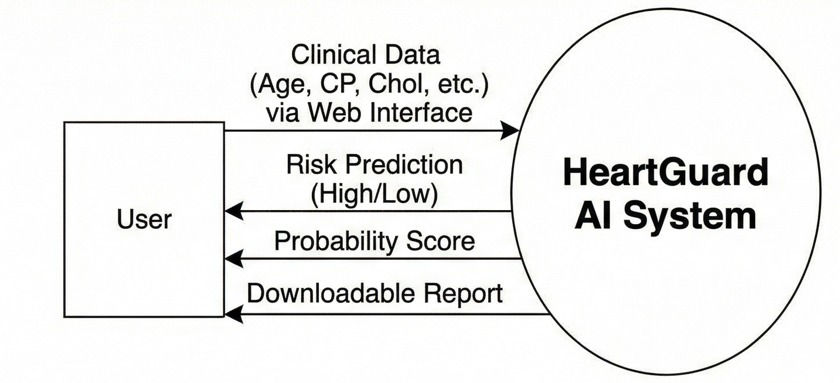 Clinical Data
(Age, CP, Chol, etc.)
via Web Interface
Risk Prediction
(High/Low)
User
Probability Score
Downloadable Report
HeartGuard
AI System